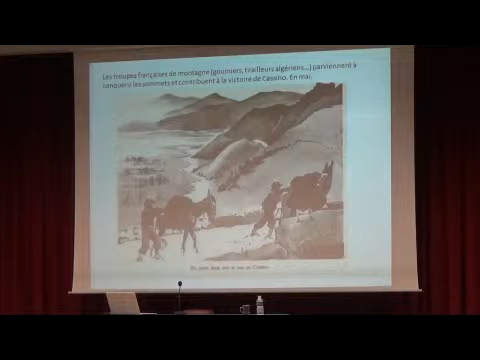 Les troupes françaises de montagne (goumiers, tirailleurs algériens…) parviennent à
conquérir les sommets et contribuent à la victoire de Cassino. En mai.